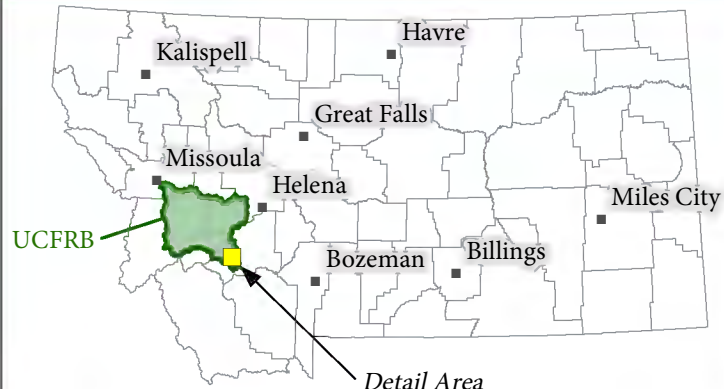 Havre
Kalispell
Great Falls
Missoula
Helena
Miles City
UCFRB
Bozeman
Billings
Detail Area